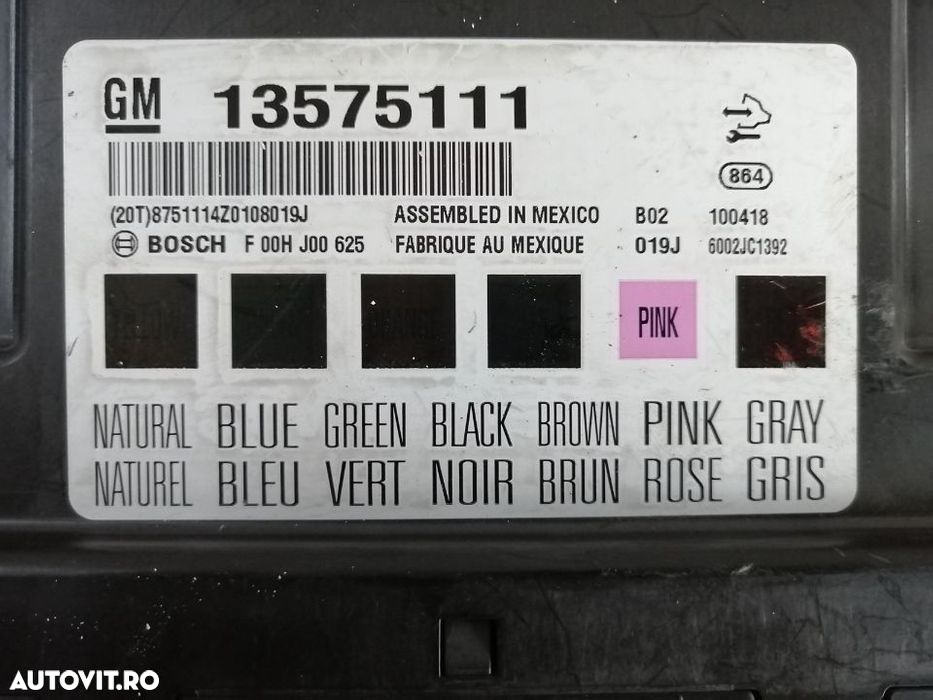 GM 13575111
864
(20T)8751114Z0108019J ASSEMBLED IN MEXICO B02 100418
BOSCH F 00H J00 625 FABRIQUE AU MEXIQUE 019J 6002JC1392
PINK
NATURAL BLUE GREEN BLACK BROWN PINK GRAY
NATUREL BLEU VERT NOIR BRUN ROSE GRIS
AUTOVIT.RO